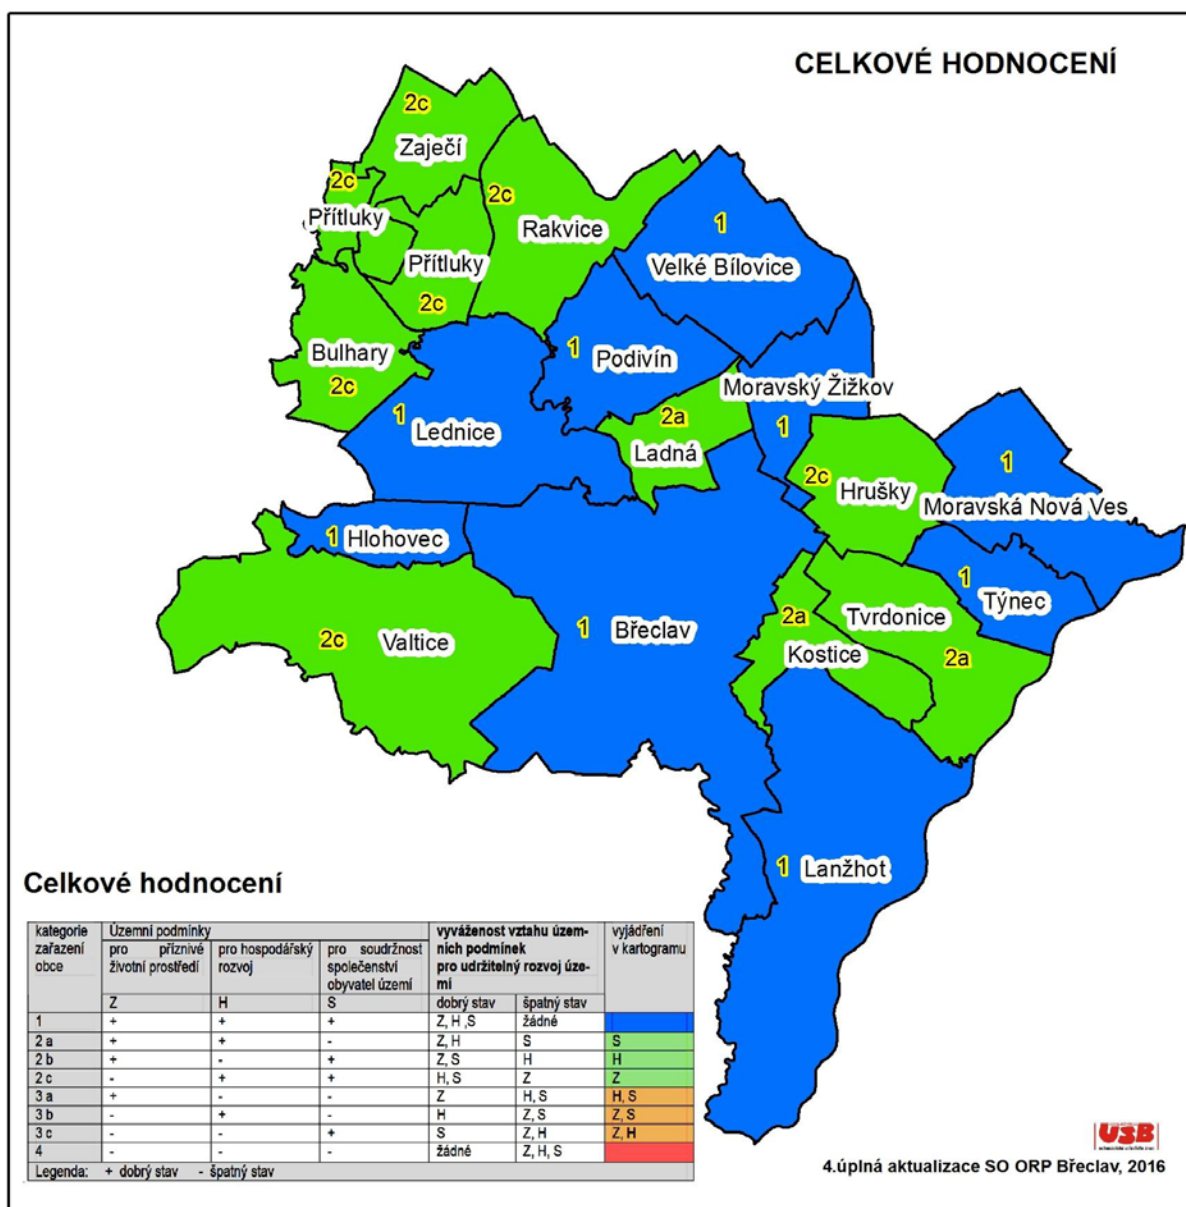 CELKOVÉ HODNOCENÍ
2c
Zaječí
2c
Přítluky
2c
Rakvice
1
Velké Bílovice
Přítluky
2c
Bulhary
2c
1
Podivín
Moravský Žižkov
1
1
Lednice
2a
Ladná
2c
Hrušky
1
Moravská Nová Ves
1
Hlohovec
1
Týnec
2c
Valtice
1
Břeclav
2a
Kostice
Tvrdonice
2a
1
Lanžhot
Celkové hodnocení
kategorie zařazení obce
Územní podmínky
vyváženost vztahu územ-
ních podmínek
pro udržitelný rozvoj úze-
mí
vyjádření
v kartogramu
pro příznivé
životní prostředí
pro hospodářský
rozvoj
pro soudržnost
společenství
obyvatel území
Z H S dobrý stav špatný stav
1 + + + Z, H ,S žádné
2 a + + - Z, H S S
2 b + - + Z, S H H
2 c - + + H, S Z Z
3 a + - - Z H, S H, S
3 b - + - H Z, S Z, S
3 c - - + S Z, H Z, H
4 - - - žádné Z, H, S
Legenda: + dobrý stav - špatný stav
USB
4.úplná aktualizace SO ORP Břeclav, 2016